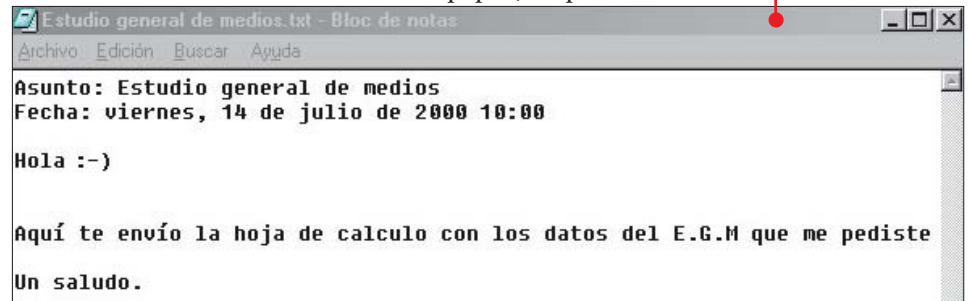 Estudio general de medios.txt - Bloc de notas
Archivo Edición Buscar Ayuda
Asunto: Estudio general de medios
Fecha: viernes, 14 de julio de 2000 10:00
Hola :-)
Aquí te envío la hoja de calculo con los datos del E.G.M que me pediste
Un saludo.